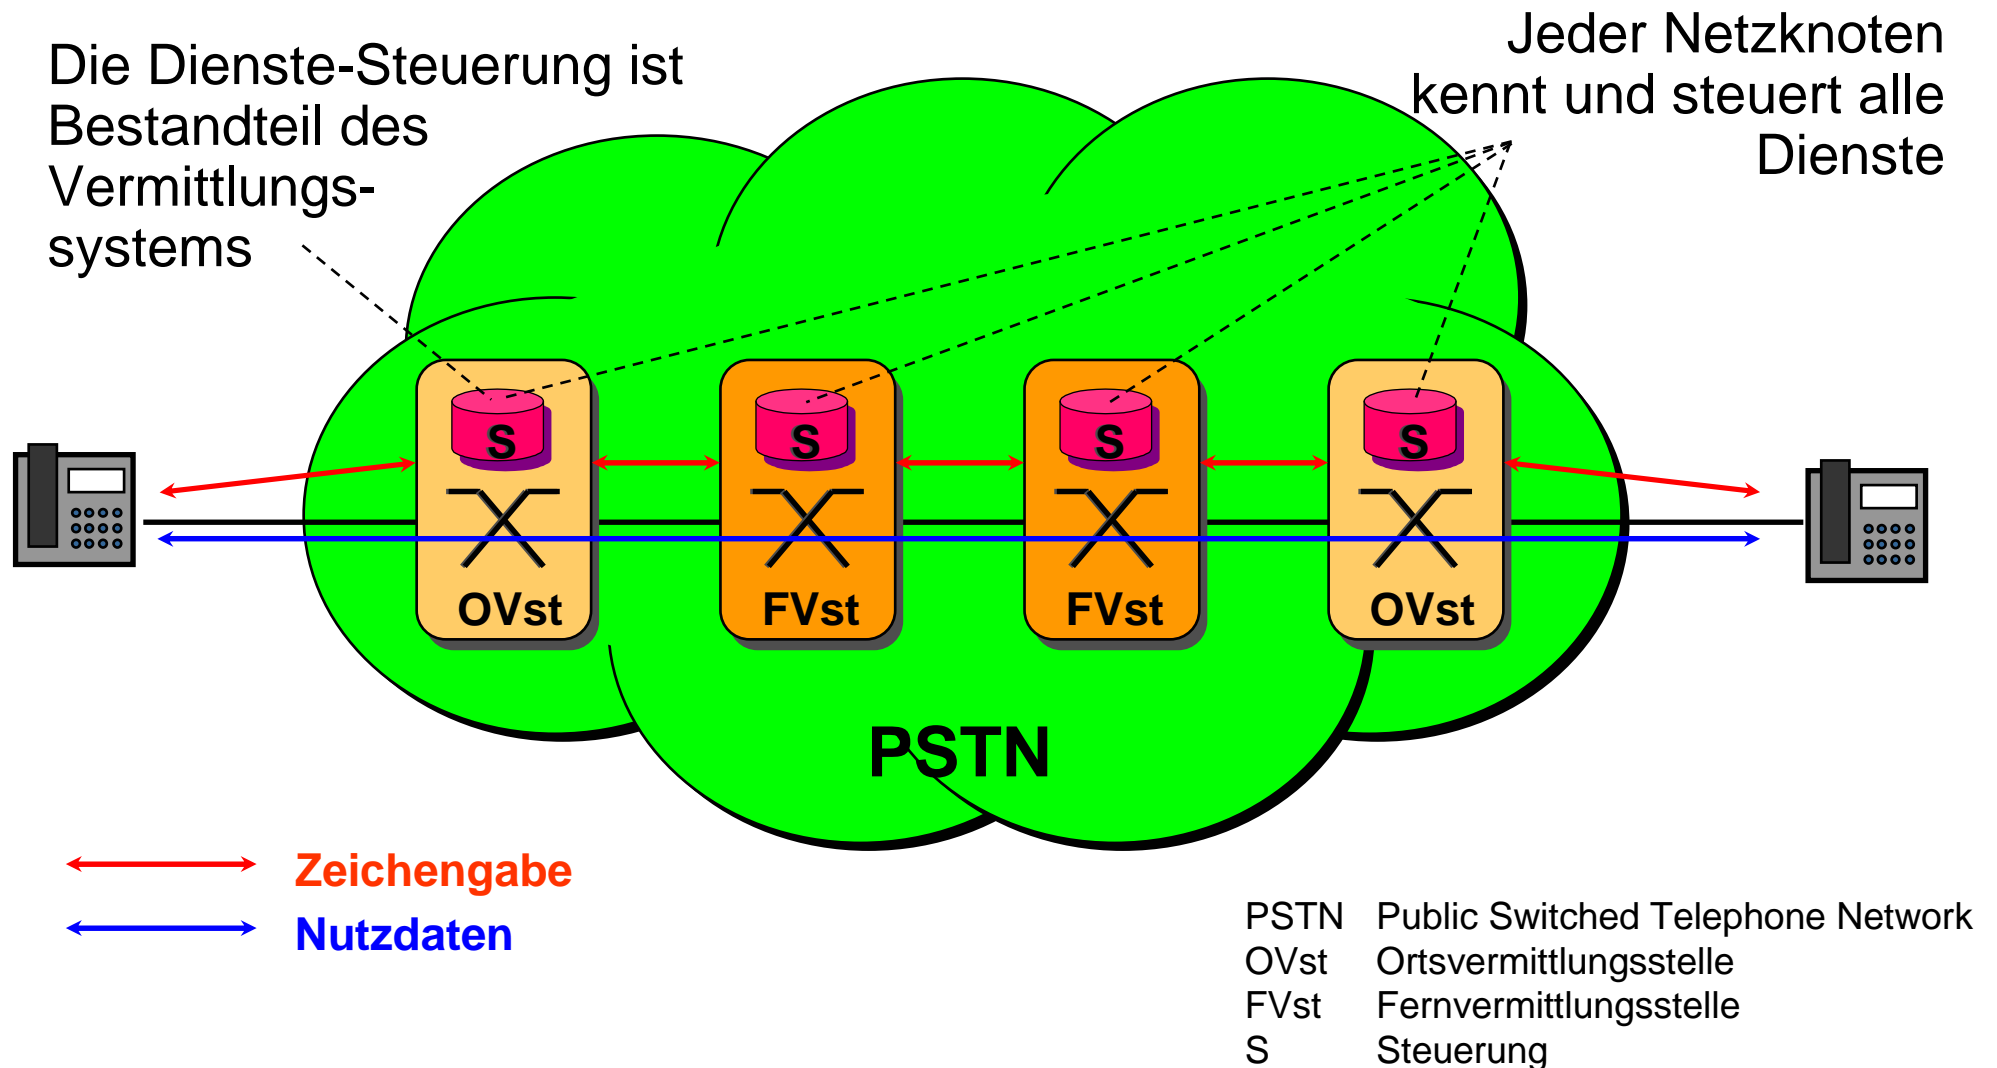 Die Dienste-Steuerung ist
Bestandteil des
Vermittlungs-
systems
Jeder Netzknoten
kennt und steuert alle
Dienste
S
S
S
S
OVst
FVst
FVst
OVst
PSTN
Zeichengabe
Nutzdaten
PSTN Public Switched Telephone Network
OVst Ortsvermittlungsstelle
FVst Fernvermittlungsstelle
S Steuerung